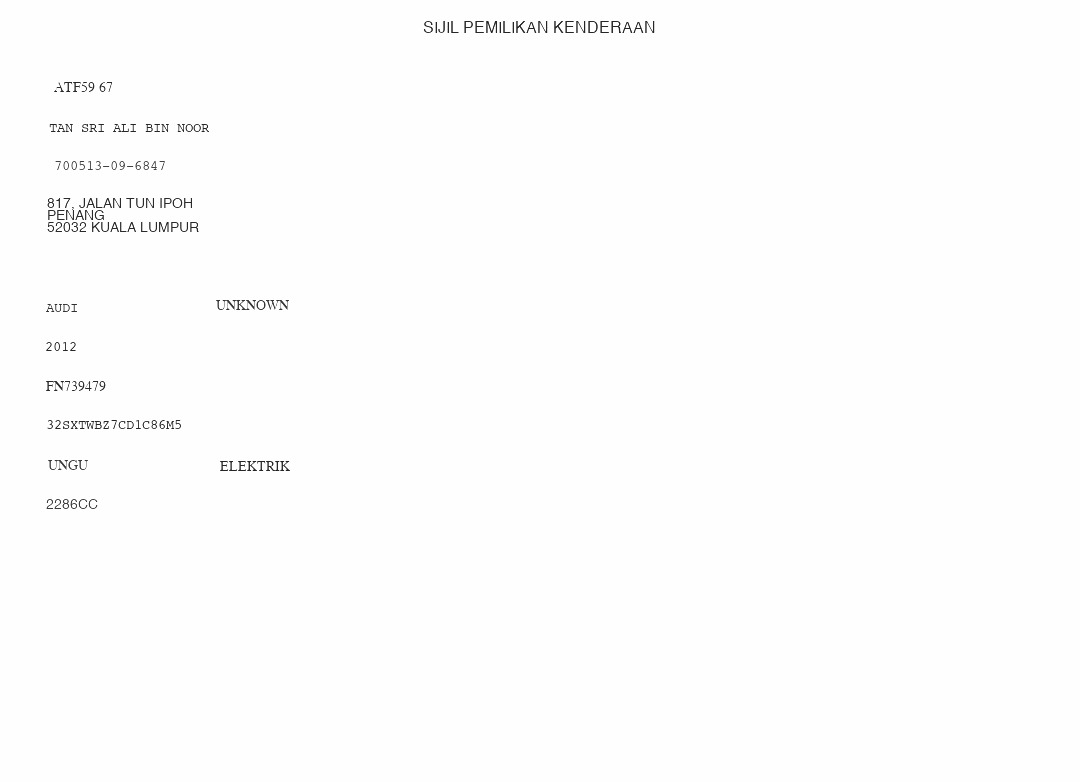 SIJIL PEMILIKAN KENDERAAN
ATF59 67
TAN SRI ALI BIN NOOR
700513-09-6847
817, JALAN TUN IPOH
PENANG
52032 KUALA LUMPUR
AUDI UNKNOWN
2012
FN739479
32SXTWBZ7CD1C86M5
UNGU ELEKTRIK
2286CC